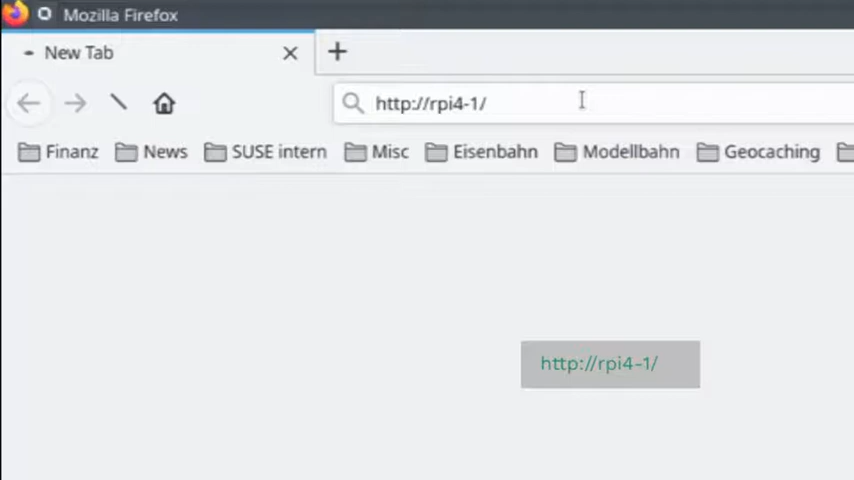 Mozilla Firefox
New Tab
http://rpi4-1/
Finanz News SUSE intern Misc Eisenbahn Modellbahn Geocaching
http://rpi4-1/